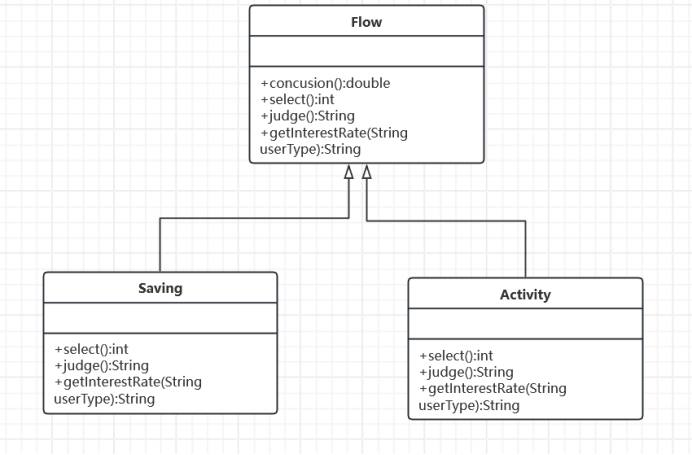 Flow
+concusion():double
+select():int
+judge():String
+getInterestRate(String
userType):String
Saving
+select():int
+judge():String
+getInterestRate(String
userType):String
Activity
+select():int
+judge():String
+getInterestRate(String
userType):String